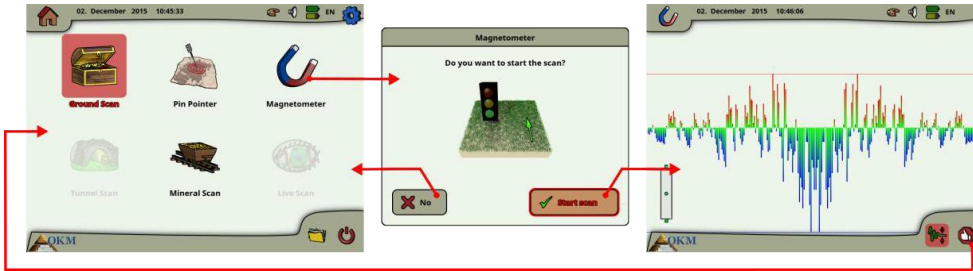 02. December 2015 10:45:33
EN
Ground Scan
Pin Pointer
Magnetometer
Tunnel Scan
Mineral Scan
Live Scan
OKM
Magnetometer
Do you want to start the scan?
No
Start scan
02. December 2015 10:46:06
EN
OKM